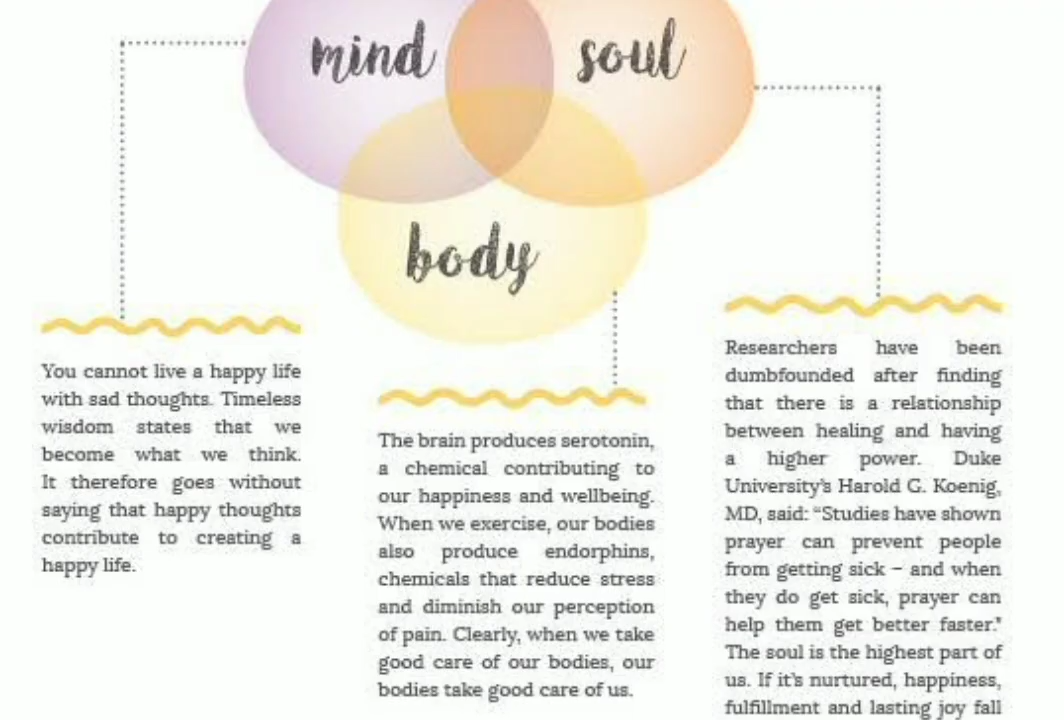 mind
soul
body
You cannot live a happy life
with sad thoughts. Timeless
wisdom states that we
become what we think.
It therefore goes without
saying that happy thoughts
contribute to creating a
happy life.
The brain produces serotonin,
a chemical contributing to
our happiness and wellbeing.
When we exercise, our bodies
also produce endorphins,
chemicals that reduce stress
and diminish our perception
of pain. Clearly, when we take
good care of our bodies, our
bodies take good care of us.
Researchers have been
dumbfounded after finding
that there is a relationship
between healing and having
a higher power. Duke
University's Harold G. Koenig,
MD, said: “Studies have shown
prayer can prevent people
from getting sick – and when
they do get sick, prayer can
help them get better faster.”
The soul is the highest part of
us. If it's nurtured, happiness,
fulfillment and lasting joy fall